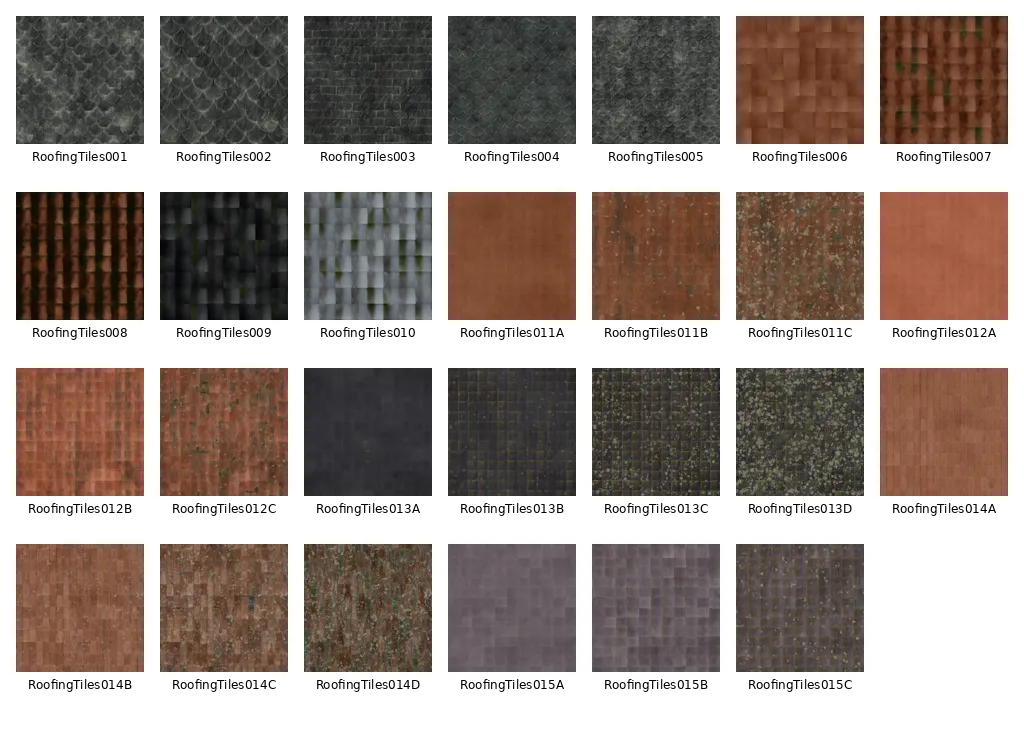 RoofingTiles001 RoofingTiles002 RoofingTiles003 RoofingTiles004 RoofingTiles005 RoofingTiles006 RoofingTiles007
RoofingTiles008 RoofingTiles009 RoofingTiles010 RoofingTiles011A RoofingTiles011B RoofingTiles011C RoofingTiles012A
RoofingTiles012B RoofingTiles012C RoofingTiles013A RoofingTiles013B RoofingTiles013C RoofingTiles013D RoofingTiles014A
RoofingTiles014B RoofingTiles014C RoofingTiles014D RoofingTiles015A RoofingTiles015B RoofingTiles015C